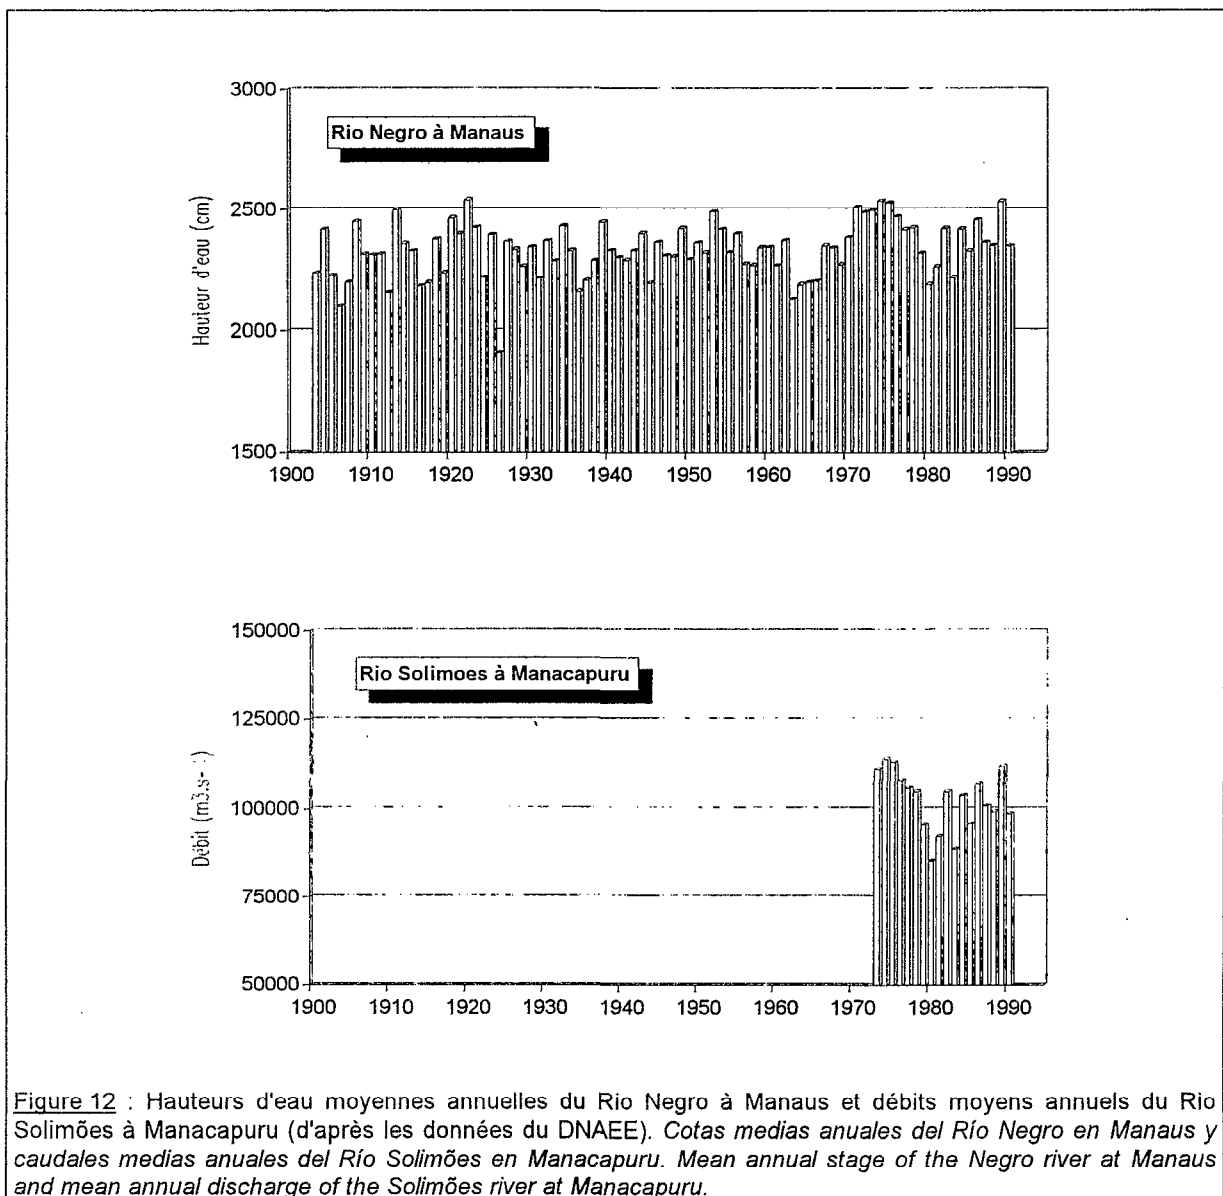 3000
Rio Negro à Manaus
2500
Hauteur d'eau (cm)
2000
1500
1900 1910 1920 1930 1940 1950 1960 1970 1980 1990
150000
Rio Solimoes à Manacapuru
125000
Débit (m3.s-
100000
75000
50000
1900 1910 1920 1930 1940 1950 1960 1970 1980 1990
Figure 12 : Hauteurs d'eau moyennes annuelles du Rio Negro à Manaus et débits moyens annuels du Rio
Solimões à Manacapuru (d'après les données du DNAEE). Cotas medias anuales del Río Negro en Manaus y
caudales medias anuales del Río Solimões en Manacapuru. Mean annual stage of the Negro river at Manaus
and mean annual discharge of the Solimões river at Manacapuru.